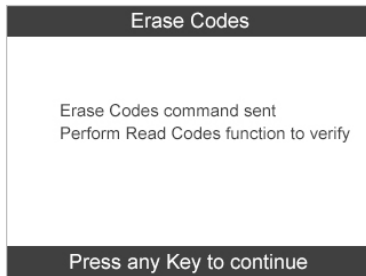 Erase Codes
Erase Codes command sent
Perform Read Codes function to verify
Press any Key to continue